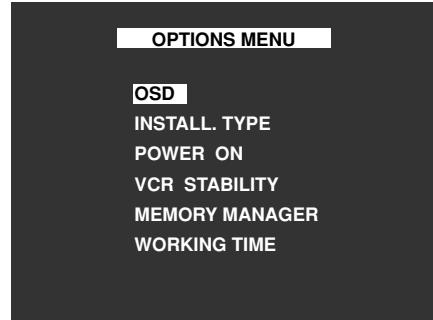 OPTIONS MENU
OSD
INSTALL. TYPE
POWER ON
VCR STABILITY
MEMORY MANAGER
WORKING TIME